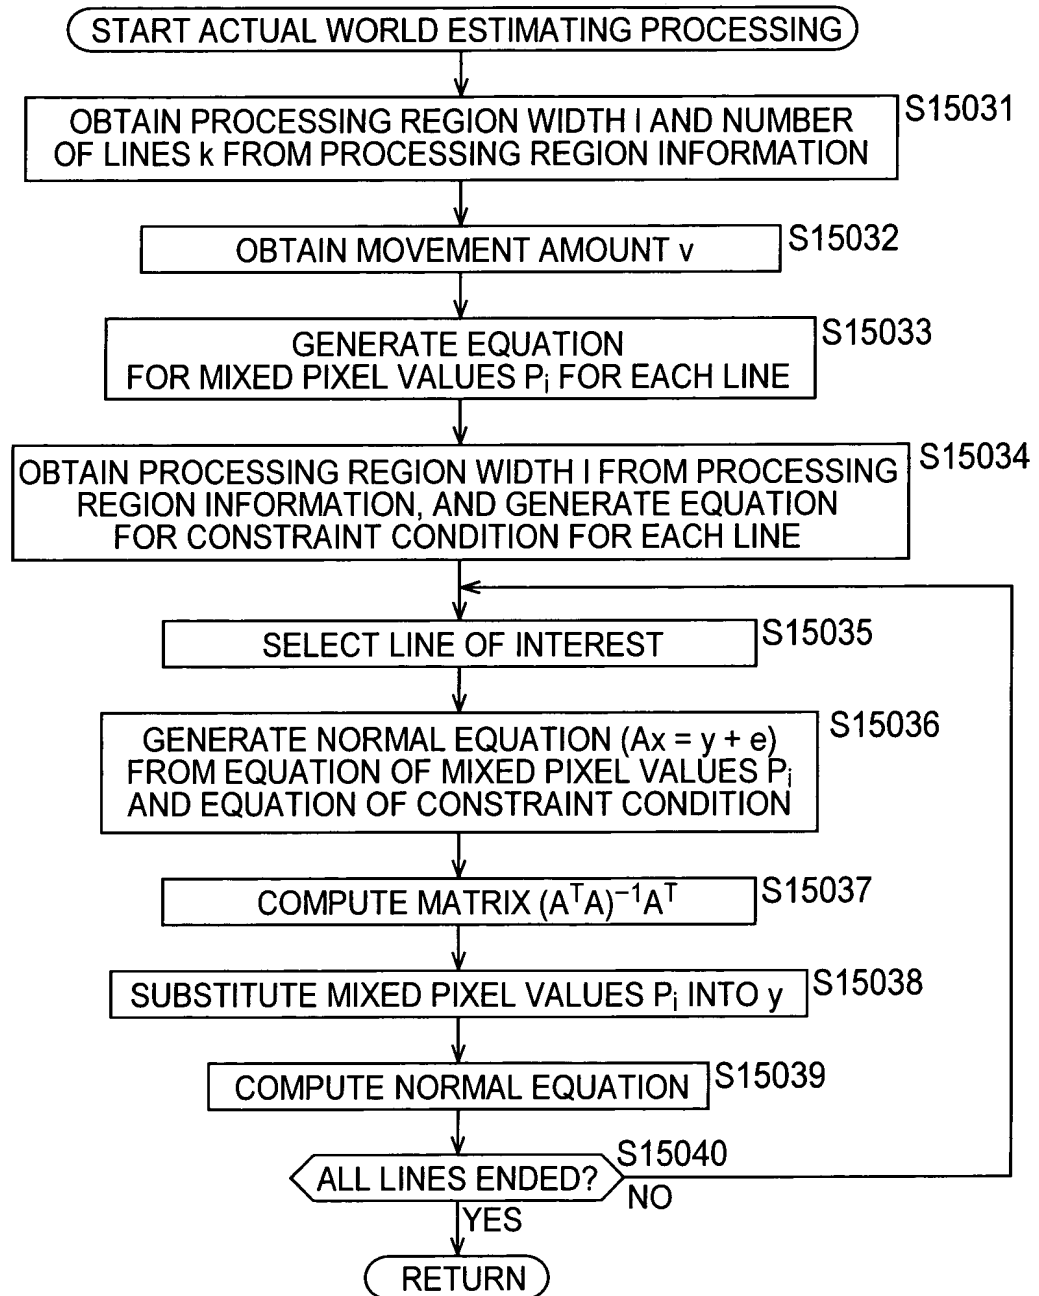 START ACTUAL WORLD ESTIMATING PROCESSING
OBTAIN PROCESSING REGION WIDTH l AND NUMBER
OF LINES k FROM PROCESSING REGION INFORMATION
S15031
OBTAIN MOVEMENT AMOUNT v
S15032
GENERATE EQUATION
FOR MIXED PIXEL VALUES Pi FOR EACH LINE
S15033
OBTAIN PROCESSING REGION WIDTH l FROM PROCESSING
REGION INFORMATION, AND GENERATE EQUATION
FOR CONSTRAINT CONDITION FOR EACH LINE
S15034
SELECT LINE OF INTEREST
S15035
GENERATE NORMAL EQUATION (Ax = y + e)
FROM EQUATION OF MIXED PIXEL VALUES Pi
AND EQUATION OF CONSTRAINT CONDITION
S15036
COMPUTE MATRIX (AᵀA)⁻¹Aᵀ
S15037
SUBSTITUTE MIXED PIXEL VALUES Pi INTO y
S15038
COMPUTE NORMAL EQUATION
S15039
ALL LINES ENDED?
S15040
NO
YES
RETURN